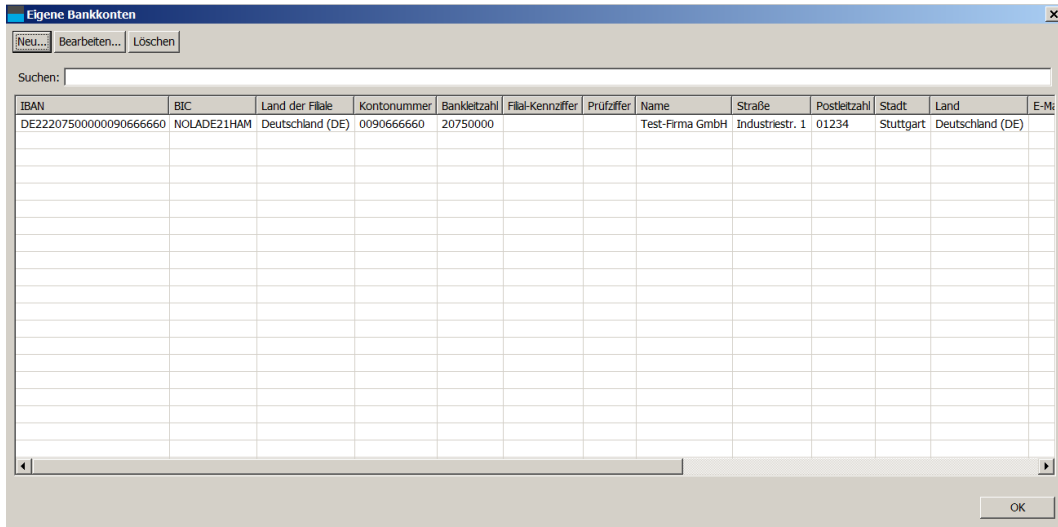 Eigene Bankkonten
Neu... Bearbeiten... Löschen
Suchen:
IBAN BIC Land der Filiale Kontonummer Bankleitzahl Filial-Kennziffer Prüfziffer Name Straße Postleitzahl Stadt Land E-Ma
DE22207500000090666660 NOLADE21HAM Deutschland (DE) 0090666660 20750000 Test-Firma GmbH Industriestr. 1 01234 Stuttgart Deutschland (DE)
OK